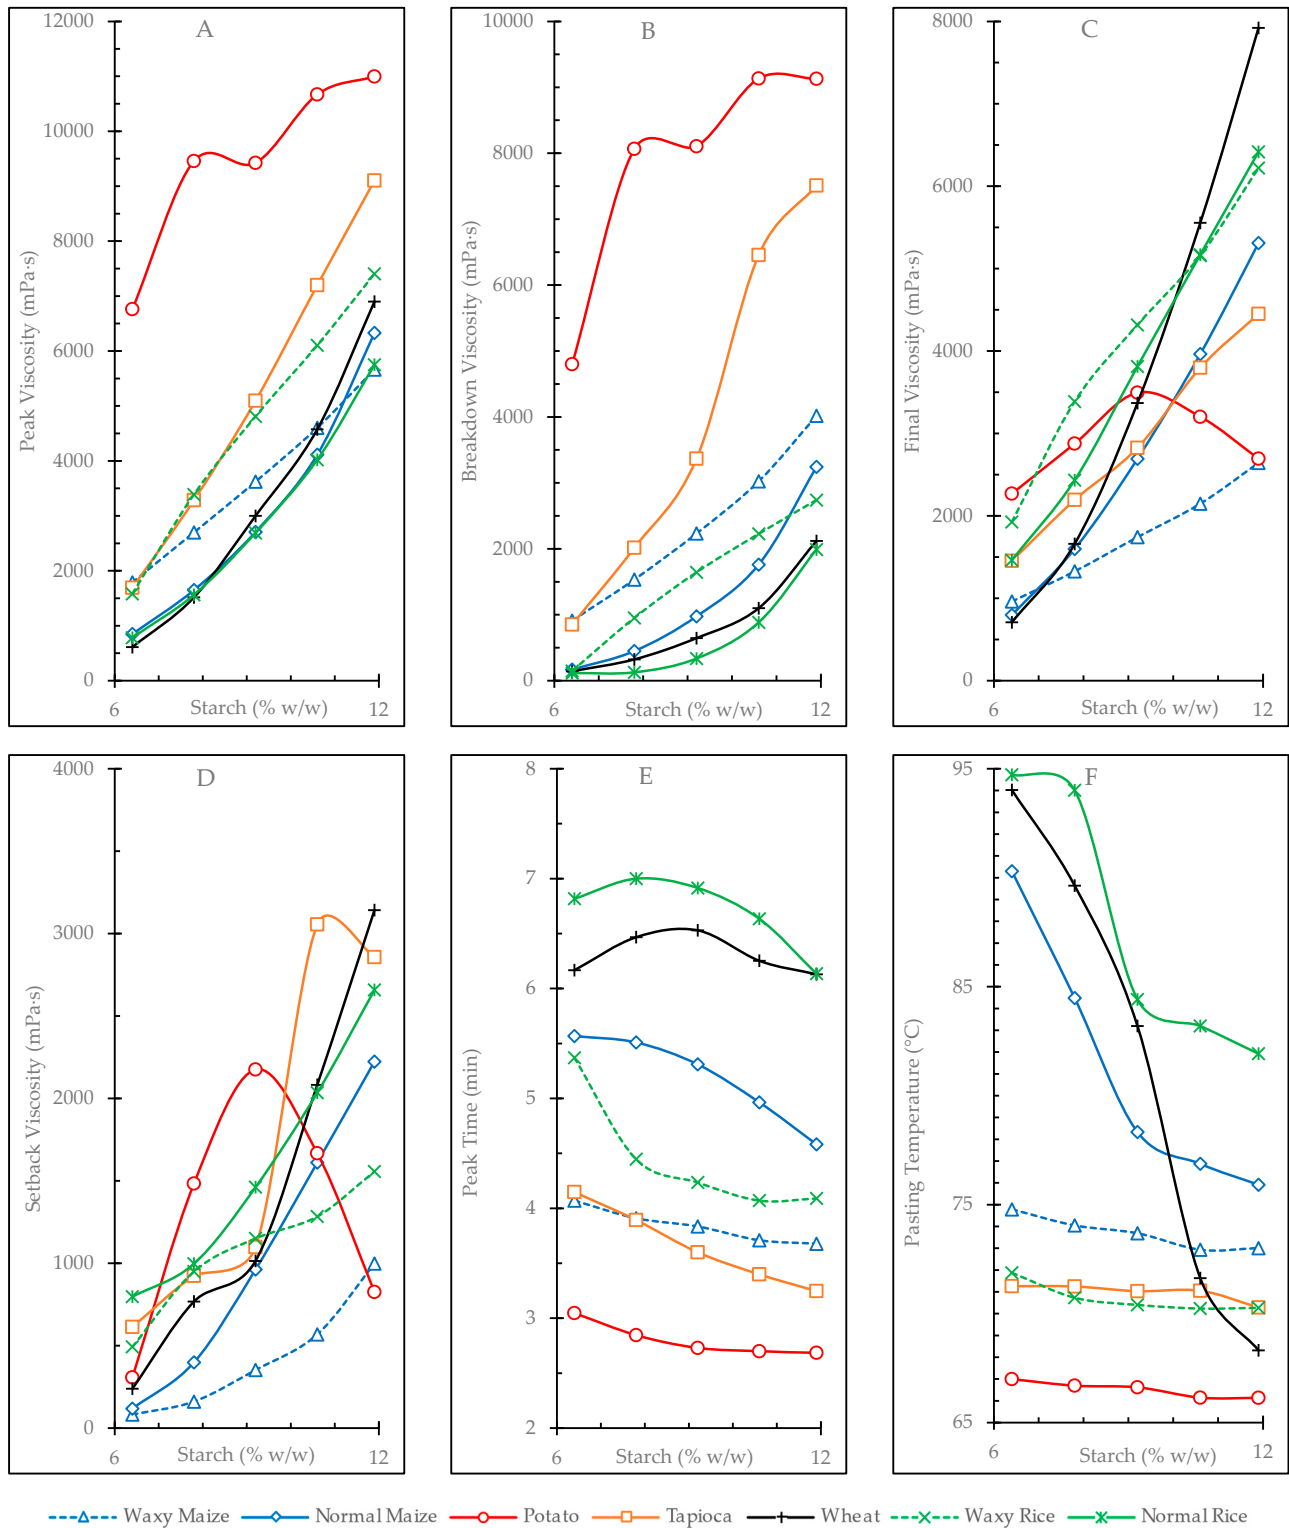 A
12000
10000
8000
6000
4000
2000
0
Peak Viscosity (mPa·s)
6
Starch (% w/w)
12
B
10000
8000
6000
4000
2000
0
Breakdown Viscosity (mPa·s)
6
Starch (% w/w)
12
C
8000
6000
4000
2000
0
Final Viscosity (mPa·s)
6
Starch (% w/w)
12
D
4000
3000
2000
1000
0
Setback Viscosity (mPa·s)
6
Starch (% w/w)
12
E
8
7
6
5
4
3
2
Peak Time (min)
6
Starch (% w/w)
12
F
95
85
75
65
Pasting Temperature (°C)
6
Starch (% w/w)
12
Waxy Maize Normal Maize Potato Tapioca Wheat Waxy Rice Normal Rice